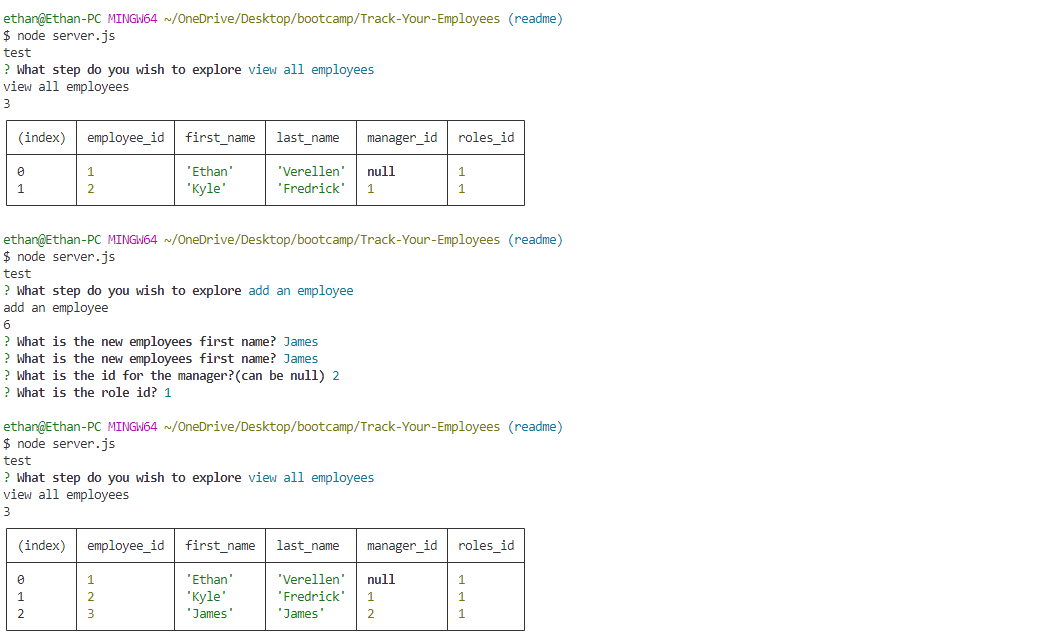 ethan@Ethan-PC MINGW64 ~/OneDrive/Desktop/bootcamp/Track-Your-Employees (readme)
$ node server.js
test
? What step do you wish to explore view all employees
view all employees
3
(index) employee_id first_name last_name manager_id roles_id
0 1 'Ethan' 'Verellen' null 1
1 2 'Kyle' 'Fredrick' 1 1
ethan@Ethan-PC MINGW64 ~/OneDrive/Desktop/bootcamp/Track-Your-Employees (readme)
$ node server.js
test
? What step do you wish to explore add an employee
add an employee
6
? What is the new employees first name? James
? What is the new employees first name? James
? What is the id for the manager?(can be null) 2
? What is the role id? 1
ethan@Ethan-PC MINGW64 ~/OneDrive/Desktop/bootcamp/Track-Your-Employees (readme)
$ node server.js
test
? What step do you wish to explore view all employees
view all employees
3
(index) employee_id first_name last_name manager_id roles_id
0 1 'Ethan' 'Verellen' null 1
1 2 'Kyle' 'Fredrick' 1 1
2 3 'James' 'James' 2 1